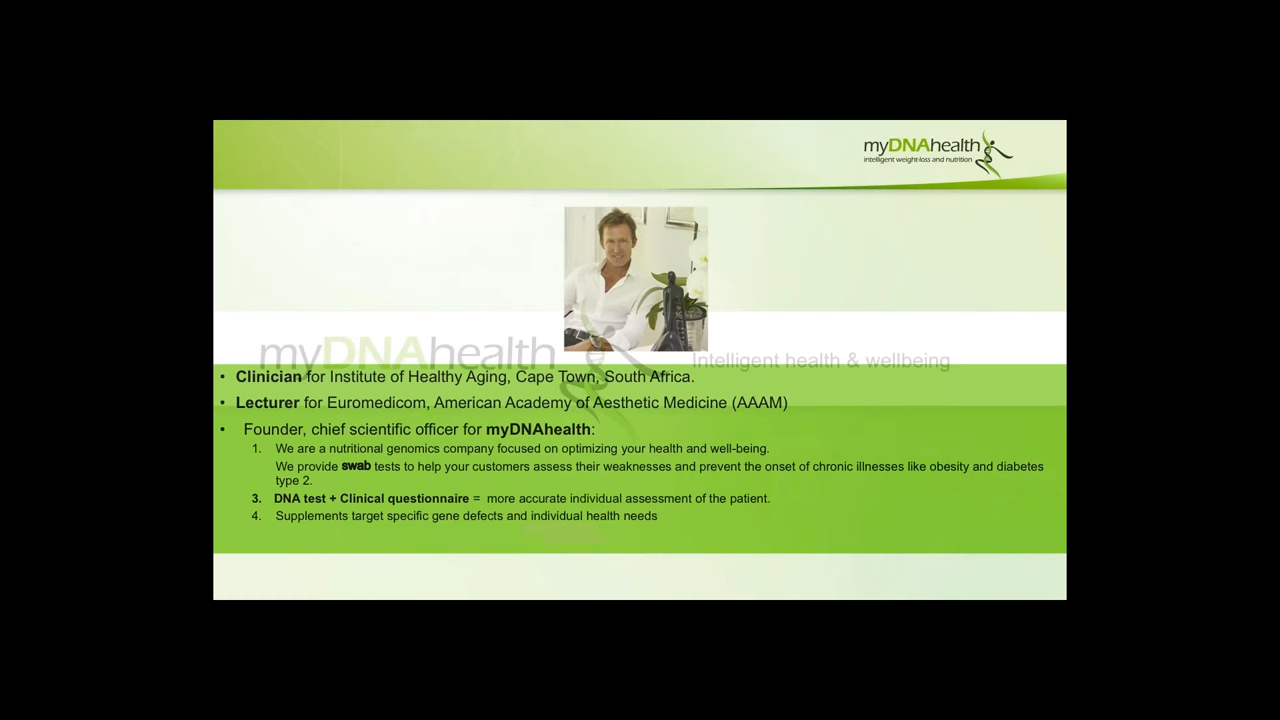 myDNAhealth
intelligent weight-loss and nutrition
myDNAhealth
Intelligent health & wellbeing
• Clinician for Institute of Healthy Aging, Cape Town, South Africa.
• Lecturer for Euromedicom, American Academy of Aesthetic Medicine (AAAM)
• Founder, chief scientific officer for myDNAhealth:
1. We are a nutritional genomics company focused on optimizing your health and well-being.
We provide swab tests to help your customers assess their weaknesses and prevent the onset of chronic illnesses like obesity and diabetes
type 2.
3. DNA test + Clinical questionnaire = more accurate individual assessment of the patient.
4. Supplements target specific gene defects and individual health needs